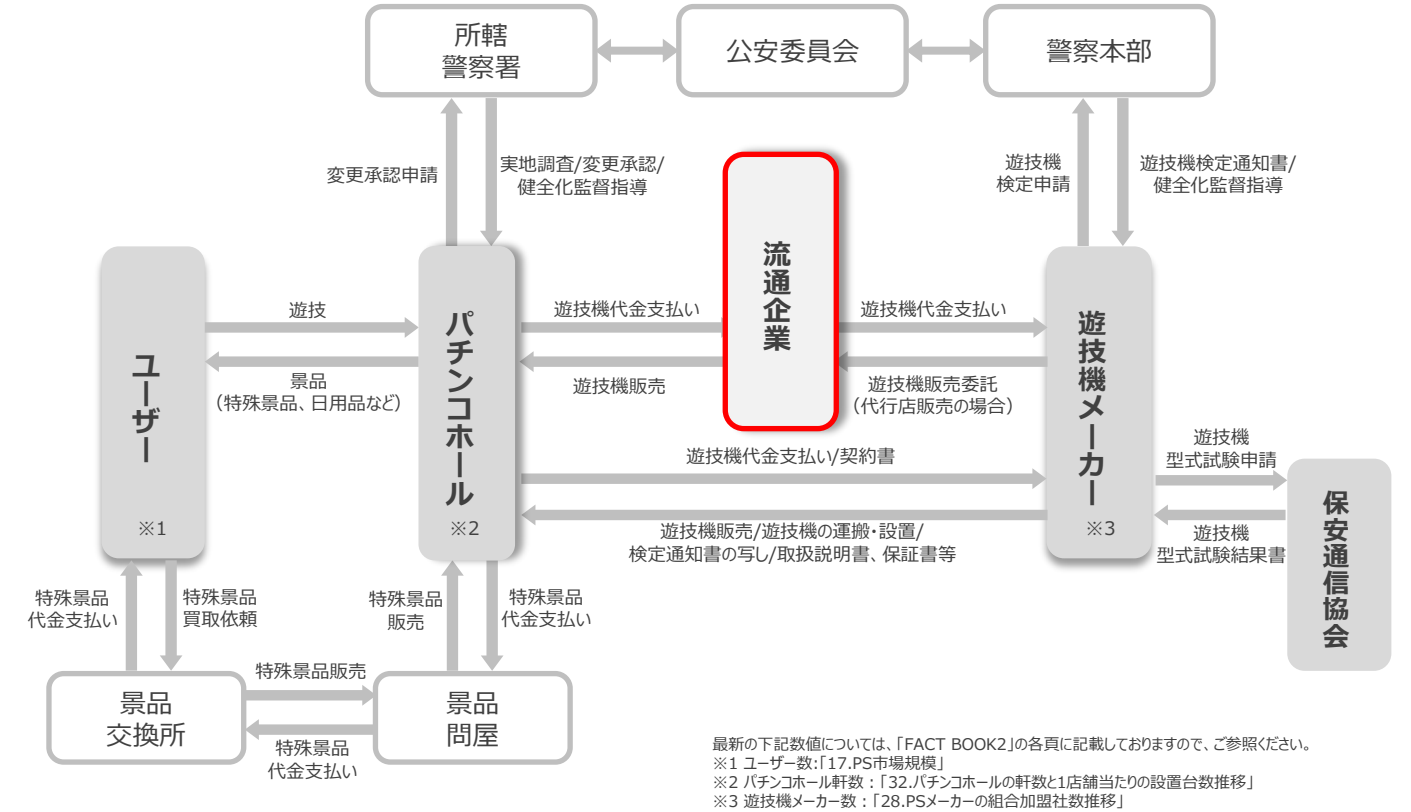 所轄
警察署
公安委員会
警察本部
変更承認申請
実地調査/変更承認/
健全化監督指導
遊技機
検定申請
遊技機検定通知書/
健全化監督指導
流通企業
ユーザー
※1
遊技
景品
（特殊景品、日用品など）
パチンコホール
※2
遊技機代金支払い
遊技機販売
遊技機代金支払い
遊技機販売委託
（代行店販売の場合）
遊技機メーカー
※3
遊技機代金支払い/契約書
遊技機販売/遊技機の運搬・設置/
検定通知書の写し/取扱説明書、保証書等
遊技機
型式試験申請
遊技機
型式試験結果書
保安通信協会
特殊景品
代金支払い
特殊景品
買取依頼
特殊景品
販売
特殊景品
代金支払い
景品
交換所
特殊景品販売
特殊景品
代金支払い
景品
問屋
最新の下記数値については、「FACT BOOK2」の各頁に記載しておりますので、ご参照ください。
※1 ユーザー数：「17.PS市場規模」
※2 パチンコホール軒数：「32.パチンコホールの軒数と1店舗当たりの設置台数推移」
※3 遊技機メーカー数：「28.PSメーカーの組合加盟社数推移」